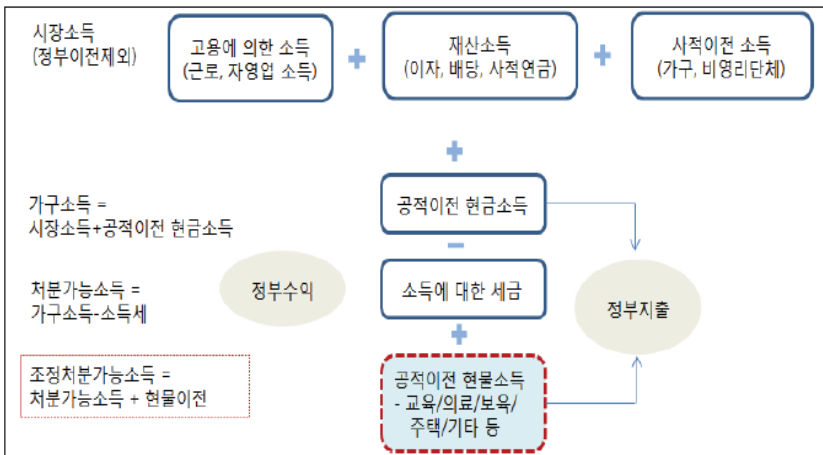 시장소득
(정부이전제외)
고용에 의한 소득
(근로, 자영업 소득)
+
재산소득
(이자, 배당, 사적연금)
+
사적이전 소득
(가구, 비영리단체)
+
가구소득 =
시장소득+공적이전 현금소득
공적이전 현금소득
-
처분가능소득 =
가구소득-소득세
정부수익
소득에 대한 세금
정부지출
+
조정처분가능소득 =
처분가능소득 + 현물이전
공적이전 현물소득
- 교육/의료/보육/
주택/기타 등